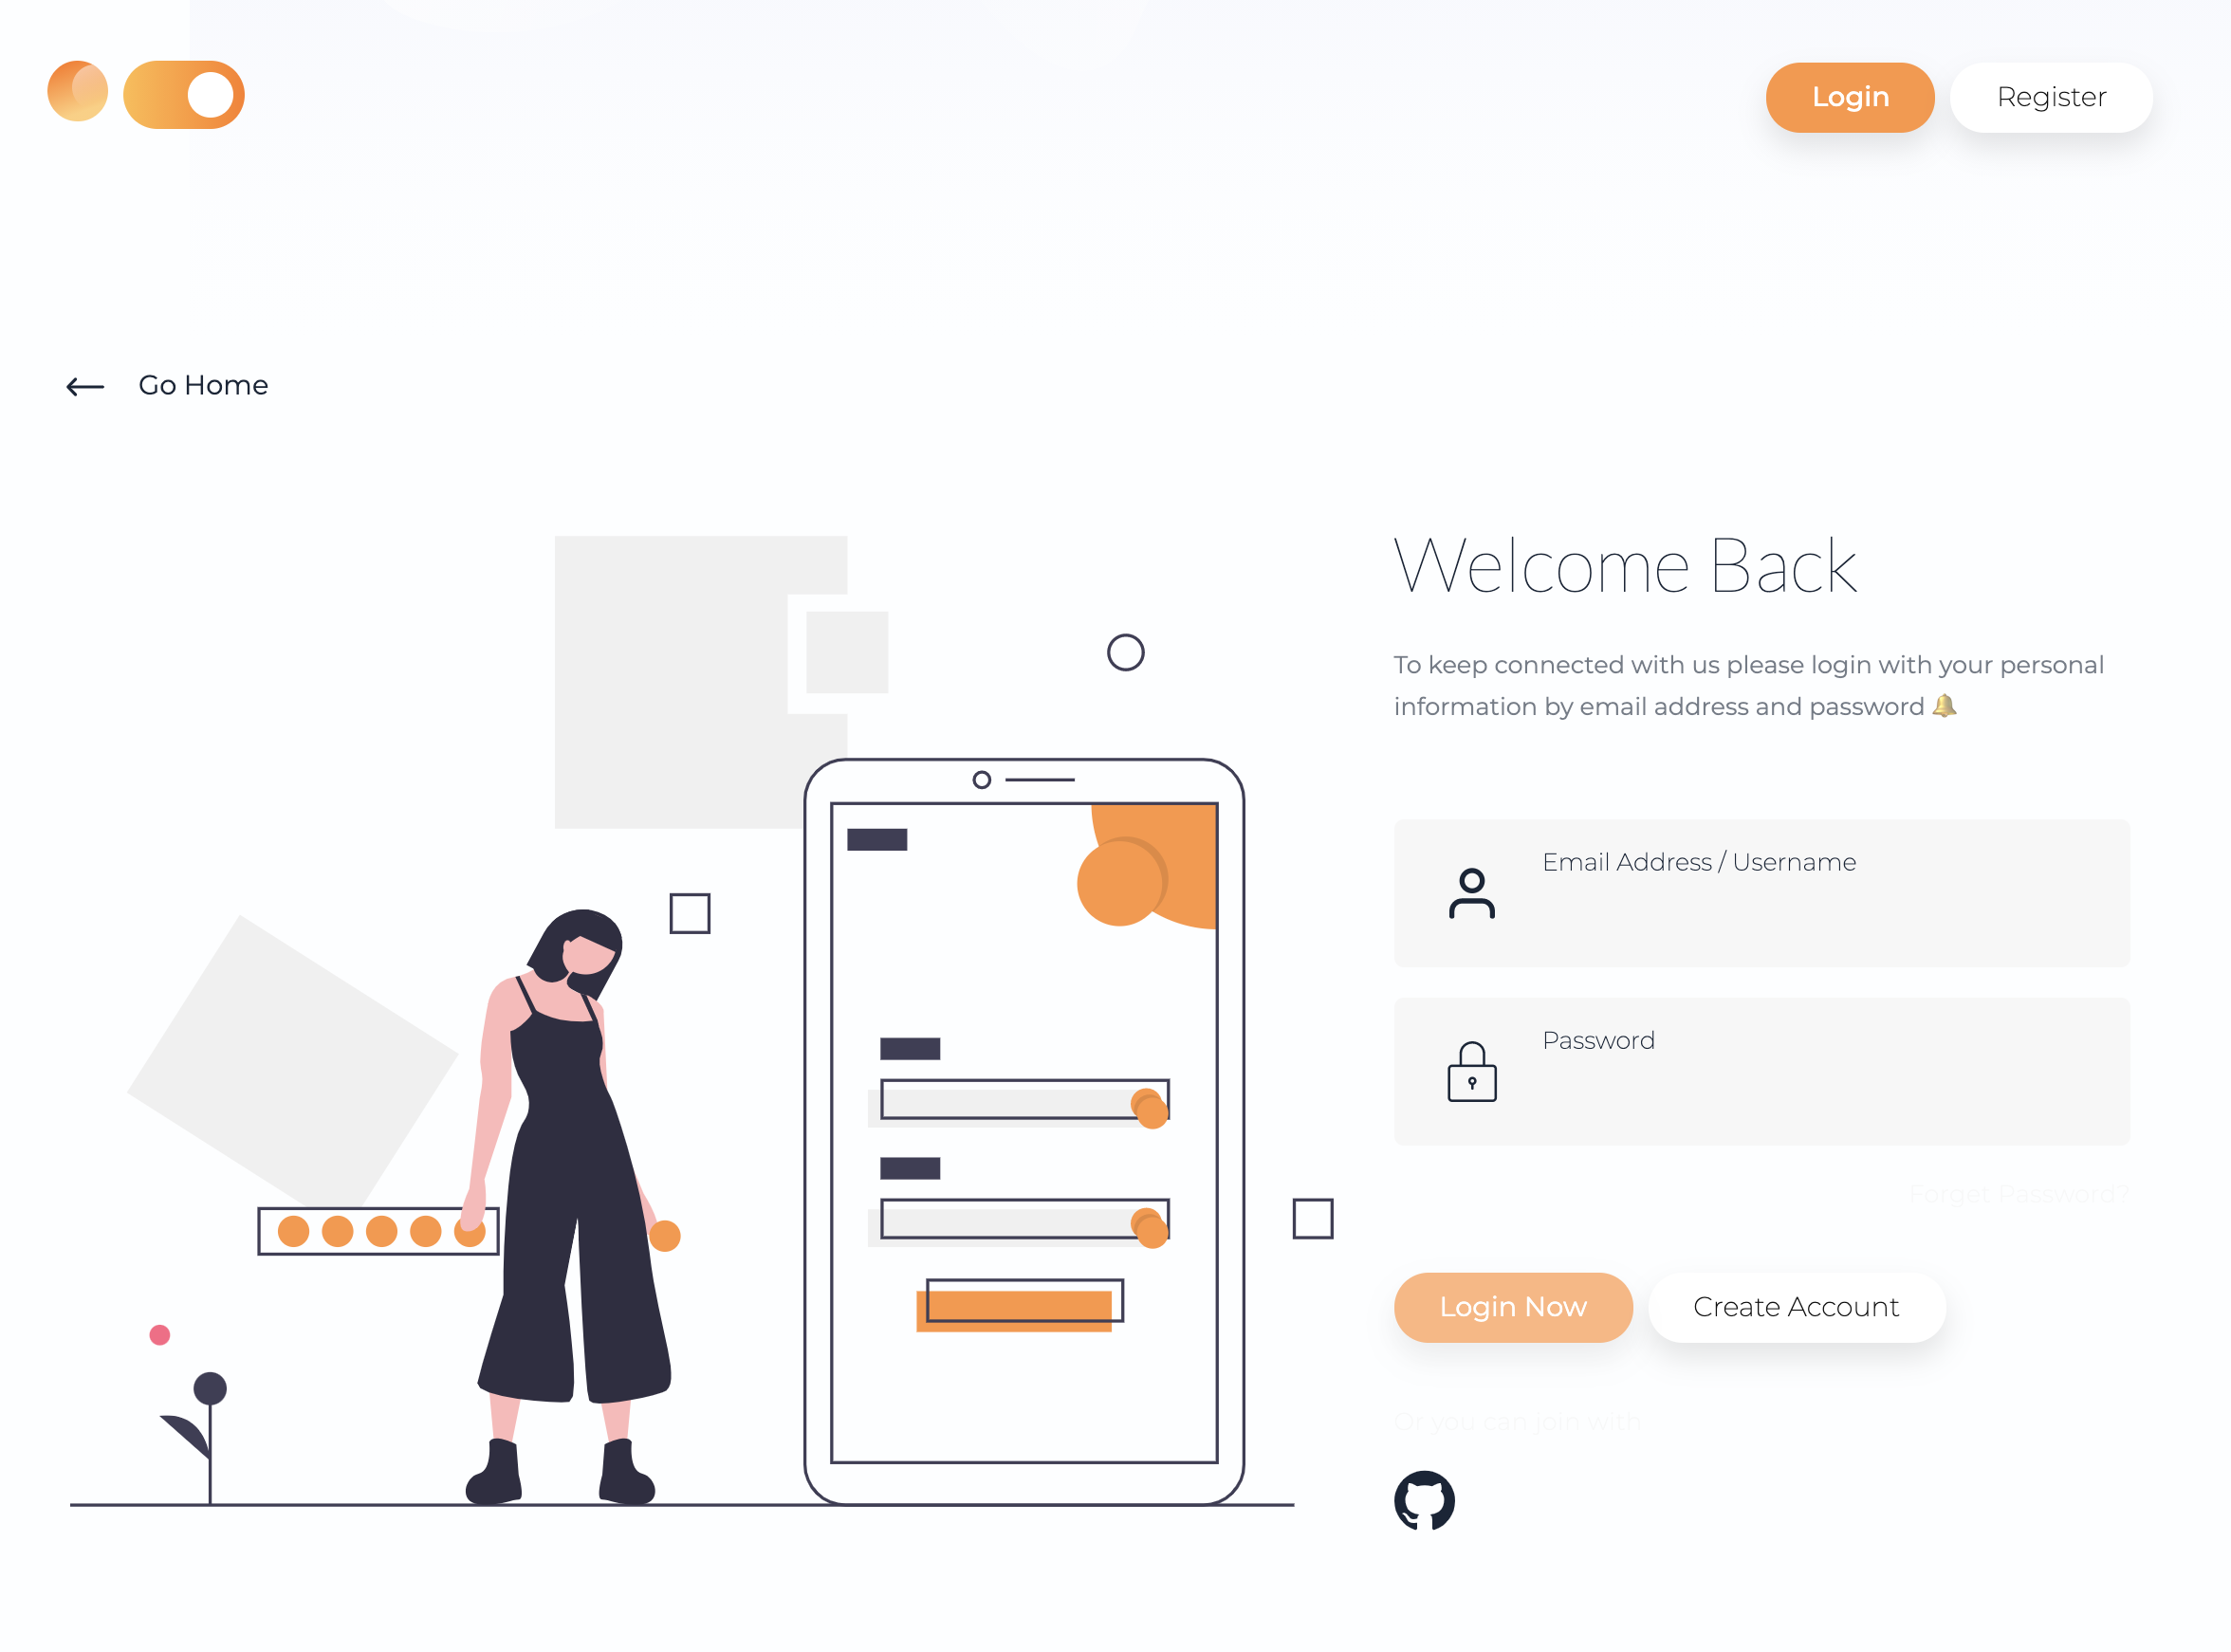 Login
Register
Go Home
Welcome Back
To keep connected with us please login with your personal
information by email address and password 🔔
Email Address / Username
Password
Forget Password?
Login Now
Create Account
Or you can join with